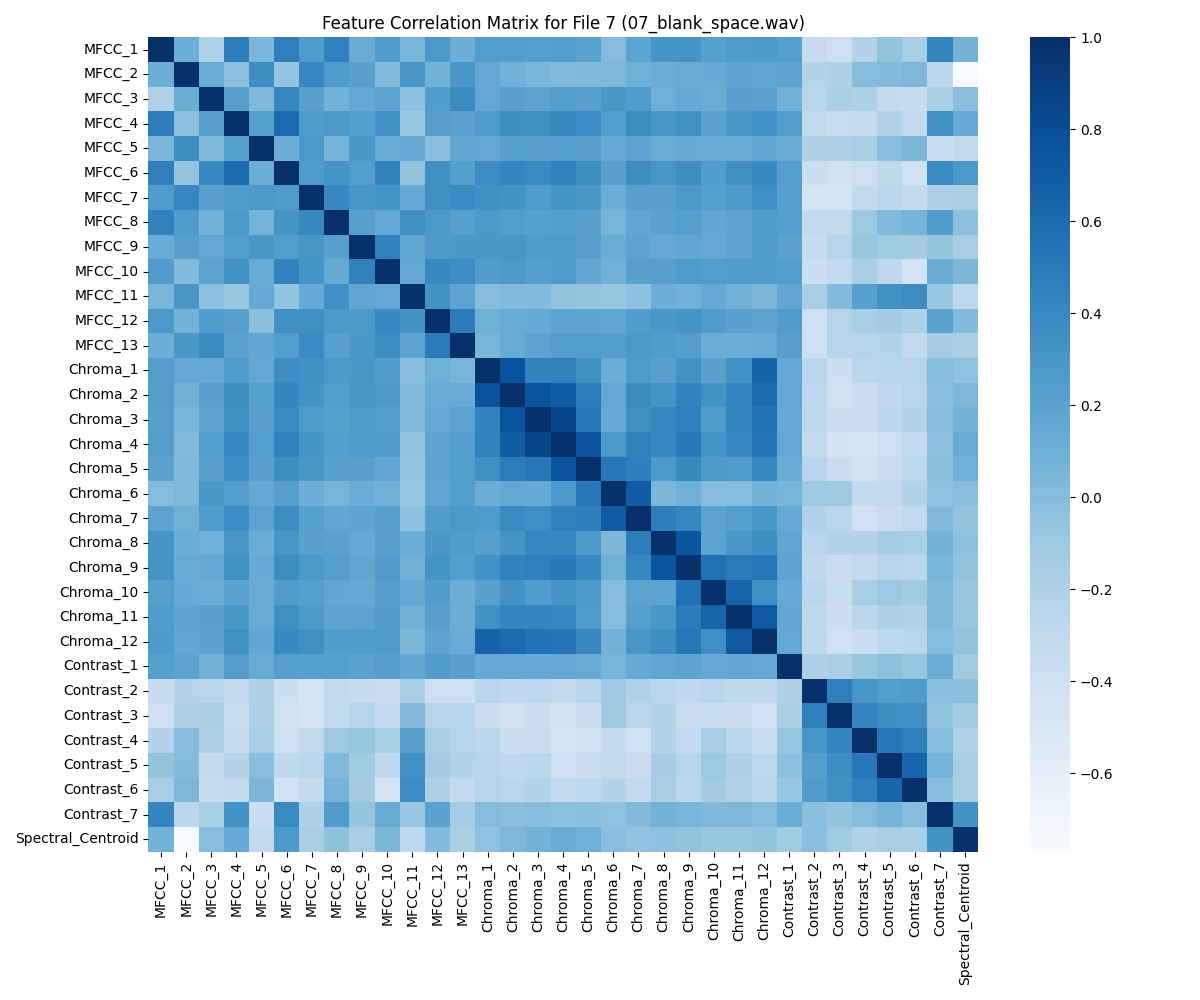 Feature Correlation Matrix for File 7 (07_blank_space.wav)
MFCC_1
MFCC_2
MFCC_3
MFCC_4
MFCC_5
MFCC_6
MFCC_7
MFCC_8
MFCC_9
MFCC_10
MFCC_11
MFCC_12
MFCC_13
Chroma_1
Chroma_2
Chroma_3
Chroma_4
Chroma_5
Chroma_6
Chroma_7
Chroma_8
Chroma_9
Chroma_10
Chroma_11
Chroma_12
Contrast_1
Contrast_2
Contrast_3
Contrast_4
Contrast_5
Contrast_6
Contrast_7
Spectral_Centroid
MFCC_1
MFCC_2
MFCC_3
MFCC_4
MFCC_5
MFCC_6
MFCC_7
MFCC_8
MFCC_9
MFCC_10
MFCC_11
MFCC_12
MFCC_13
Chroma_1
Chroma_2
Chroma_3
Chroma_4
Chroma_5
Chroma_6
Chroma_7
Chroma_8
Chroma_9
Chroma_10
Chroma_11
Chroma_12
Contrast_1
Contrast_2
Contrast_3
Contrast_4
Contrast_5
Contrast_6
Contrast_7
Spectral_Centroid
1.0
0.8
0.6
0.4
0.2
0.0
−0.2
−0.4
−0.6